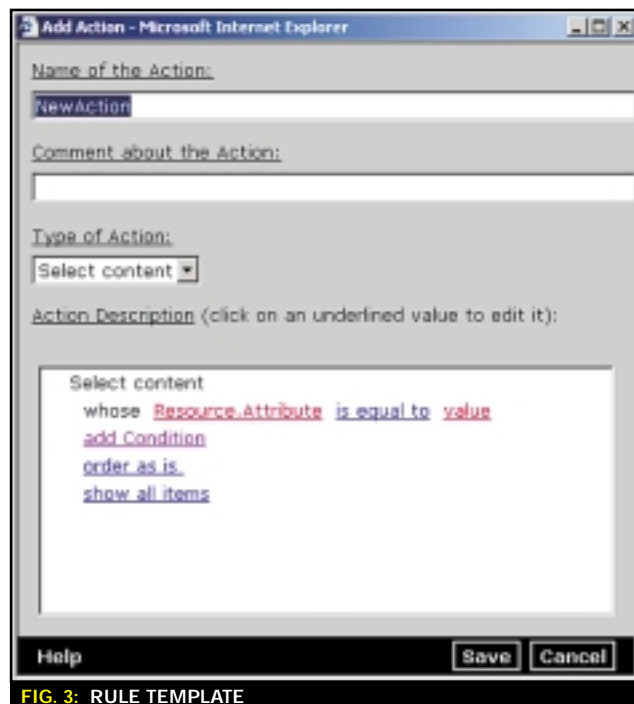 Add Action - Microsoft Internet Explorer
Name of the Action:
NewAction
Comment about the Action:
Type of Action:
Select content
Action Description (click on an underlined value to edit it):
Select content
whose Resource.Attribute is equal to value
add Condition
order as is
show all items
Help Save Cancel
FIG. 3: RULE TEMPLATE